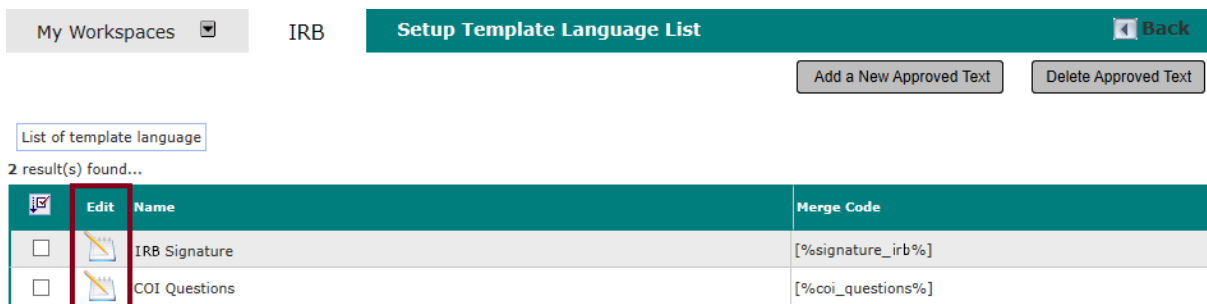 My Workspaces IRB Setup Template Language List Back
Add a New Approved Text Delete Approved Text
List of template language
2 result(s) found...
Edit Name Merge Code
IRB Signature [%signature_irb%]
COI Questions [%coi_questions%]